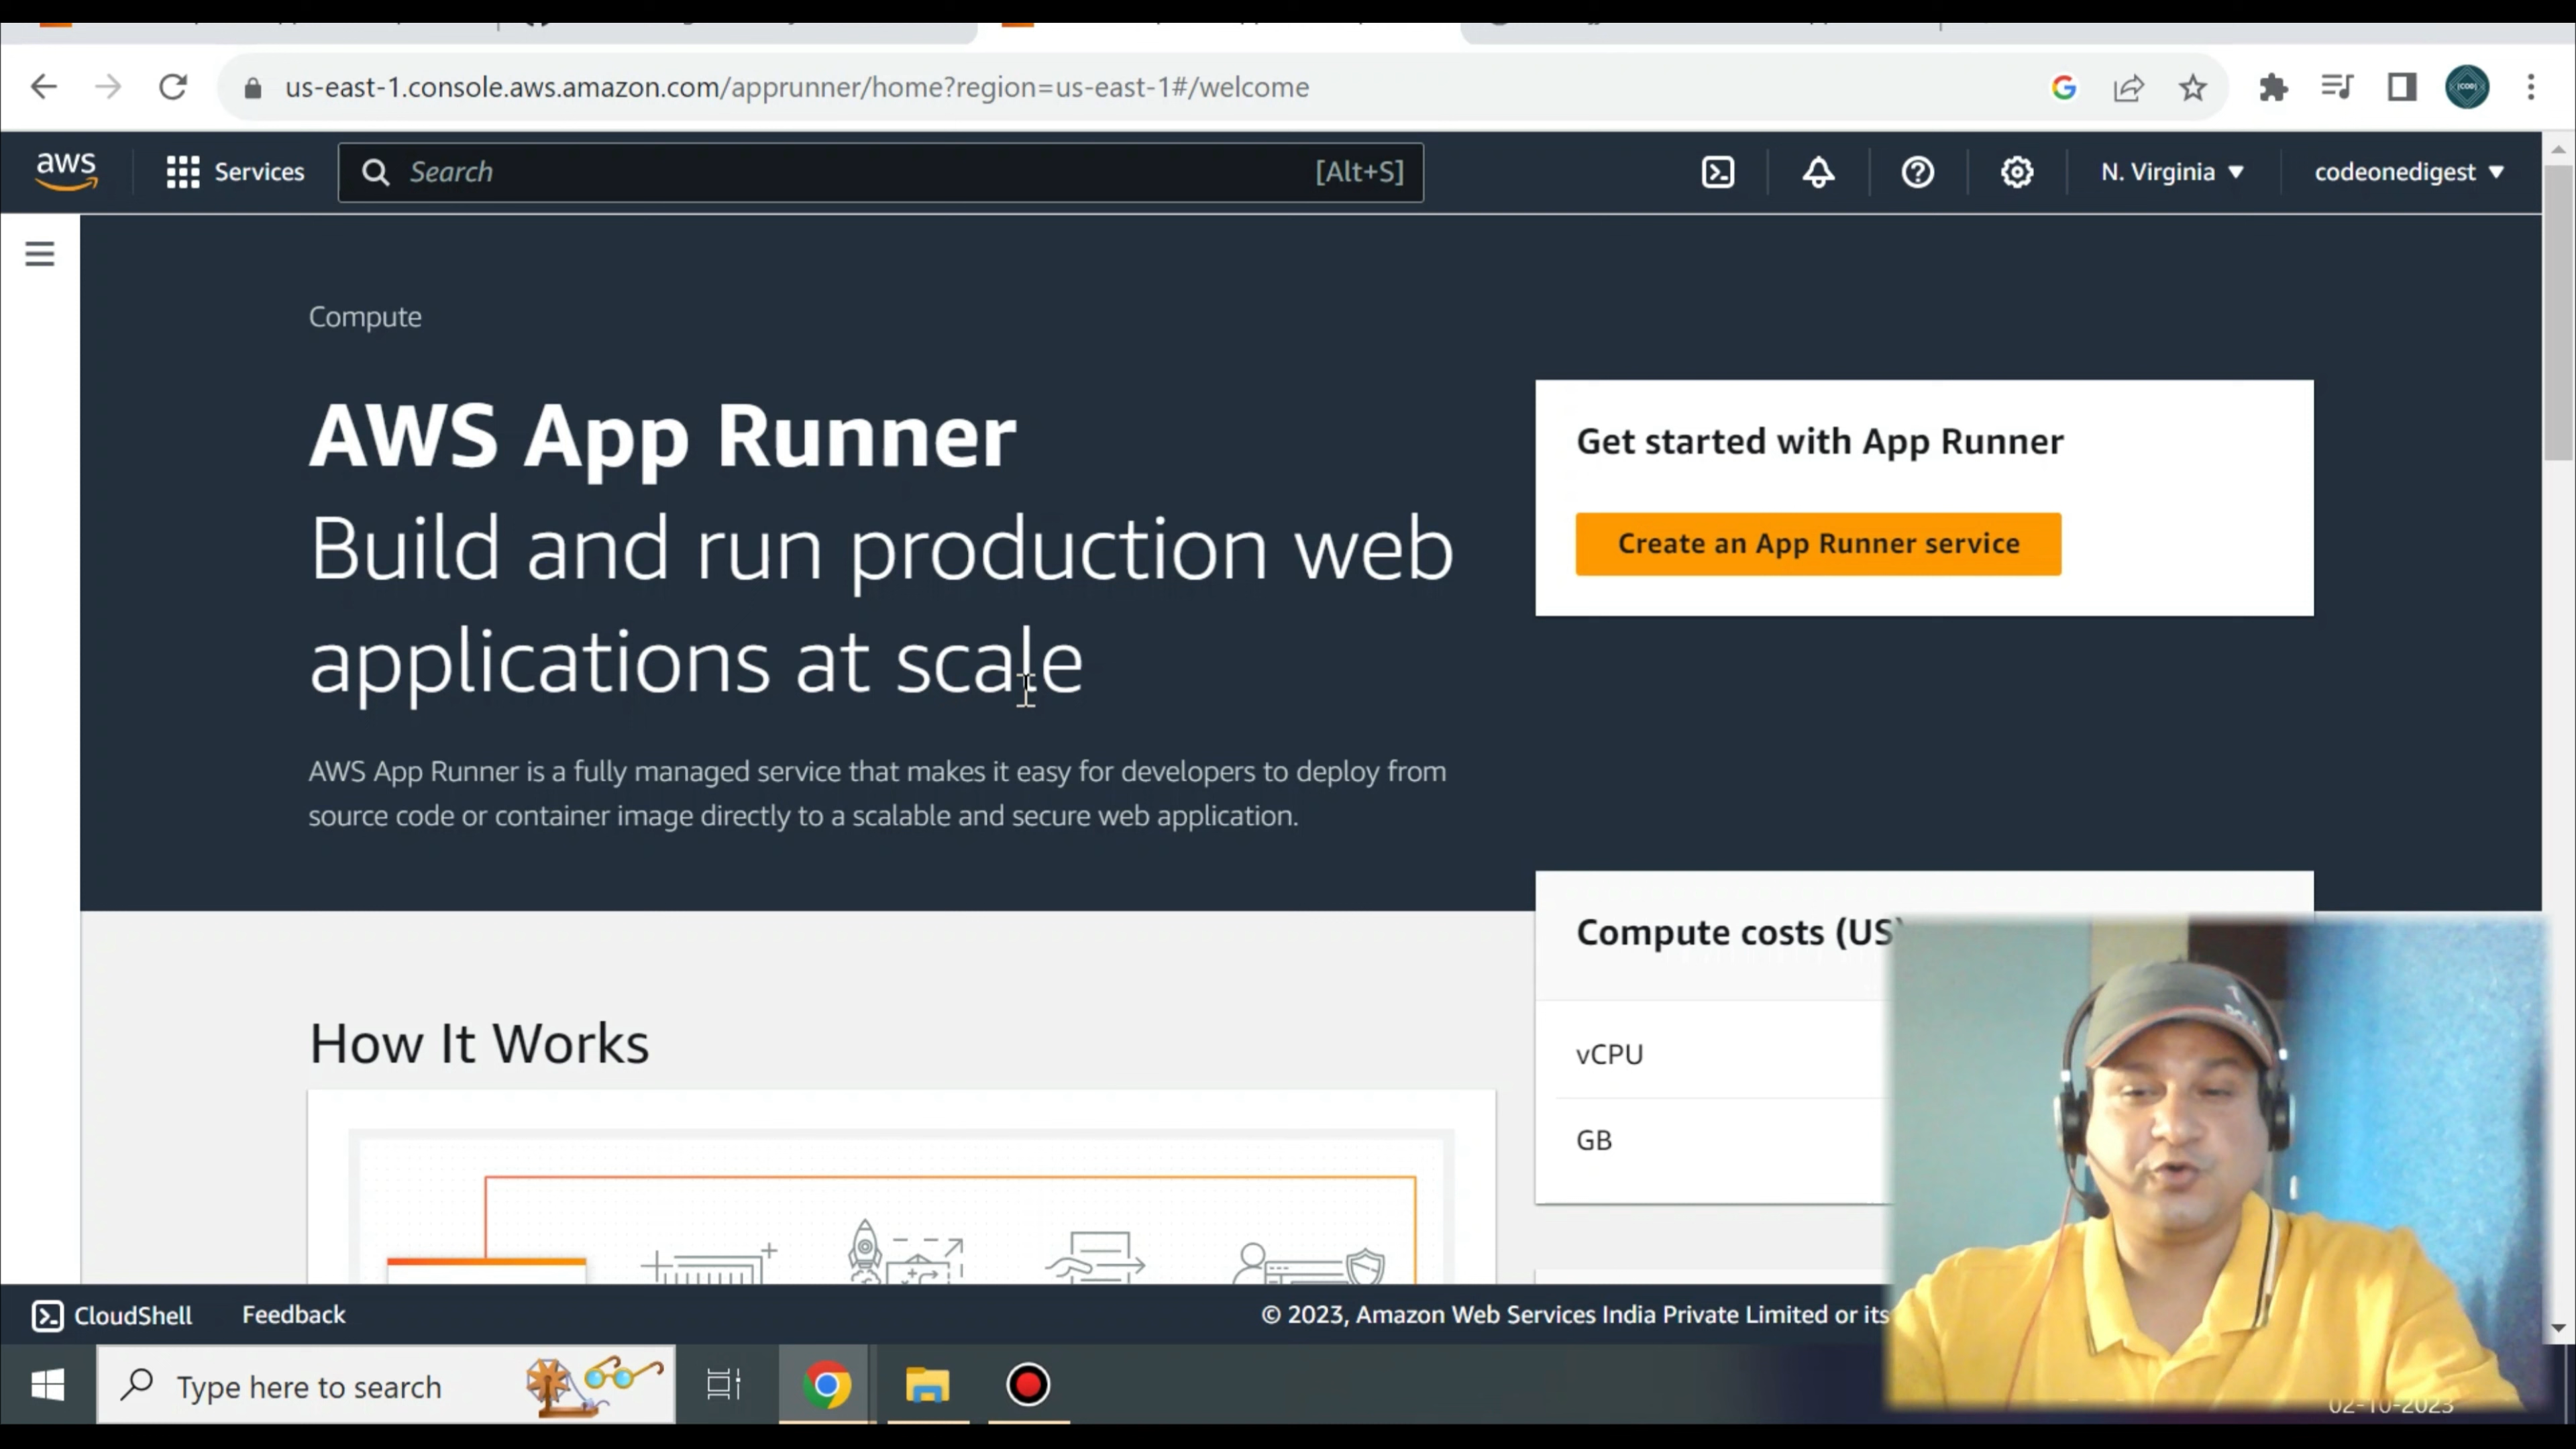 us-east-1.console.aws.amazon.com/apprunner/home?region=us-east-1#/welcome
aws Services Search [Alt+S] N. Virginia codeonedigest
Compute
AWS App Runner
Build and run production web
applications at scale
AWS App Runner is a fully managed service that makes it easy for developers to deploy from
source code or container image directly to a scalable and secure web application.
Get started with App Runner
Create an App Runner service
Compute costs (US)
vCPU
GB
How It Works
CloudShell Feedback © 2023, Amazon Web Services India Private Limited or its
Type here to search
02-10-2023